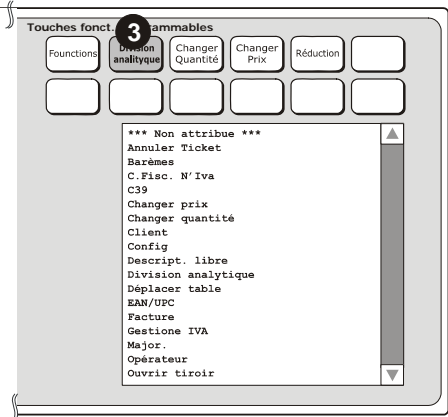 Touches fonct. rammables
3
Founctions
Division
analityque
Changer
Quantité
Changer
Prix
Réduction
*** Non attribue ***
Annuler Ticket
Barèmes
C.Fisc. N'Iva
C39
Changer prix
Changer quantité
Client
Config
Descript. libre
Division analytique
Déplacer table
EAN/UPC
Facture
Gestione IVA
Major.
Opérateur
Ouvrir tiroir